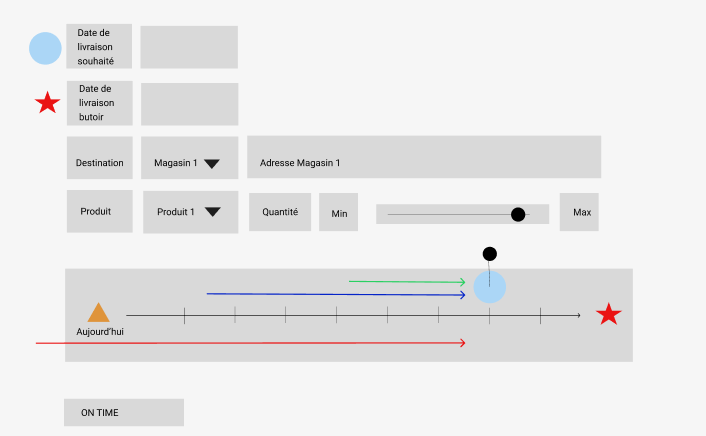 Date de
livraison
souhaité
Date de
livraison
butoir
Destination
Magasin 1
Adresse Magasin 1
Produit
Produit 1
Quantité
Min
Max
Aujourd'hui
ON TIME